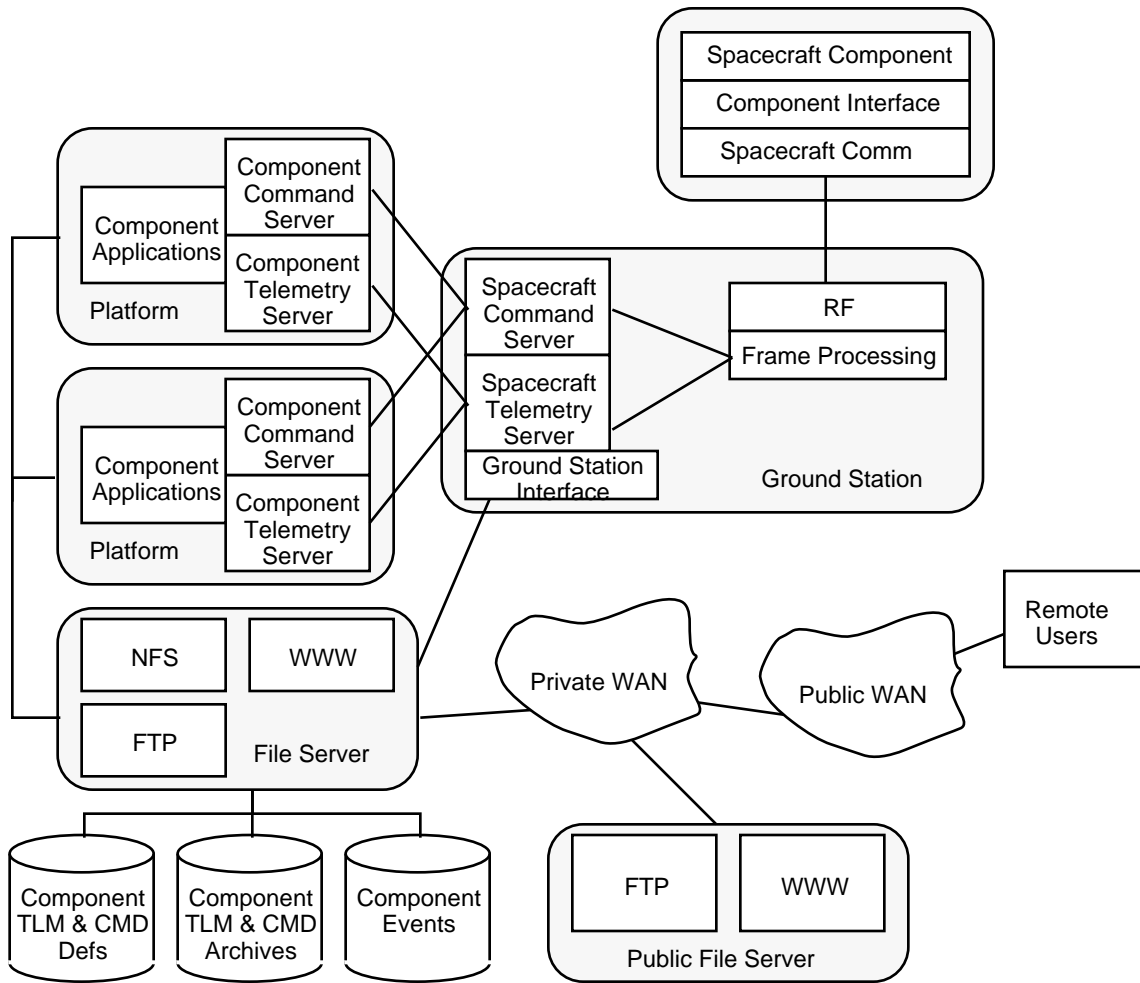 Spacecraft Component
Component Interface
Spacecraft Comm
Component
Command
Server
Component
Applications
Component
Telemetry
Server
Platform
Spacecraft
Command
Server
RF
Frame Processing
Spacecraft
Telemetry
Server
Ground Station
Interface
Ground Station
Component
Command
Server
Component
Applications
Component
Telemetry
Server
Platform
NFS
WWW
FTP
File Server
Private WAN
Public WAN
Remote
Users
Component
TLM & CMD
Defs
Component
TLM & CMD
Archives
Component
Events
FTP
WWW
Public File Server